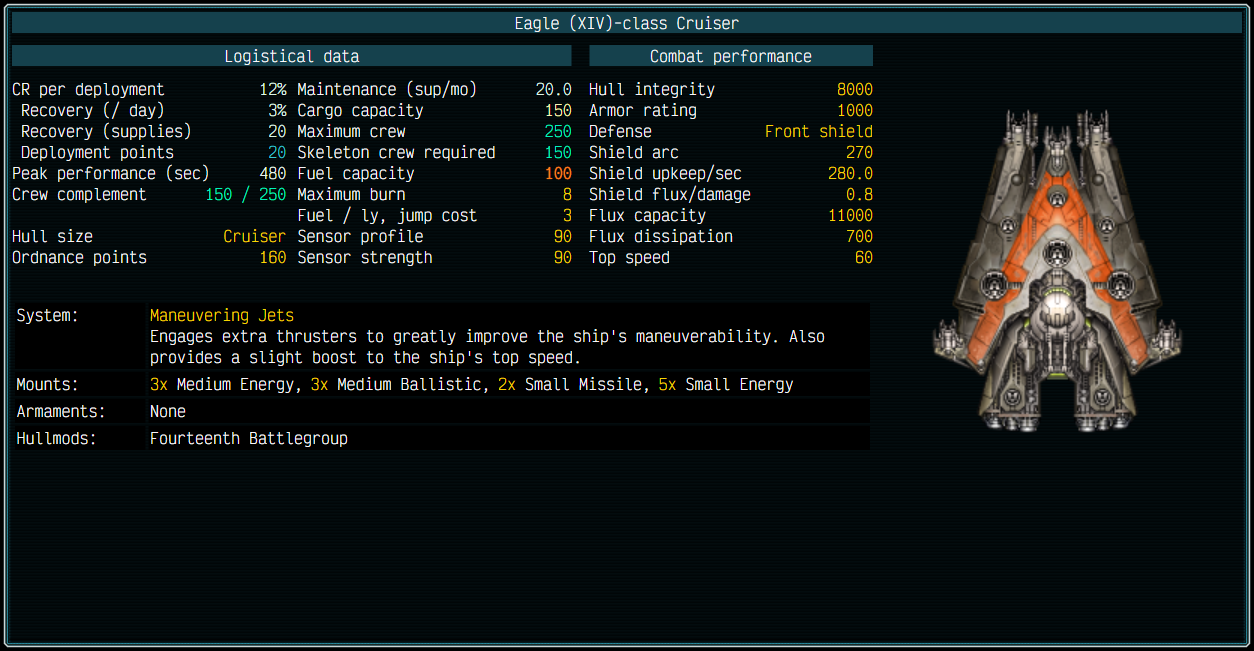 Eagle (XIV)-class Cruiser
Logistical data
CR per deployment 12% Maintenance (sup/mo) 20.0
Recovery (/ day) 3% Cargo capacity 150
Recovery (supplies) 20 Maximum crew 250
Deployment points 20 Skeleton crew required 150
Peak performance (sec) 480 Fuel capacity 100
Crew complement 150 / 250 Maximum burn 8
Fuel / ly, jump cost 3
Hull size Cruiser Sensor profile 90
Ordnance points 160 Sensor strength 90
Combat performance
Hull integrity 8000
Armor rating 1000
Defense Front shield
Shield arc 270
Shield upkeep/sec 280.0
Shield flux/damage 0.8
Flux capacity 11000
Flux dissipation 700
Top speed 60
System: Maneuvering Jets
Engages extra thrusters to greatly improve the ship's maneuverability. Also
provides a slight boost to the ship's top speed.
Mounts: 3x Medium Energy, 3x Medium Ballistic, 2x Small Missile, 5x Small Energy
Armaments: None
Hullmods: Fourteenth Battlegroup